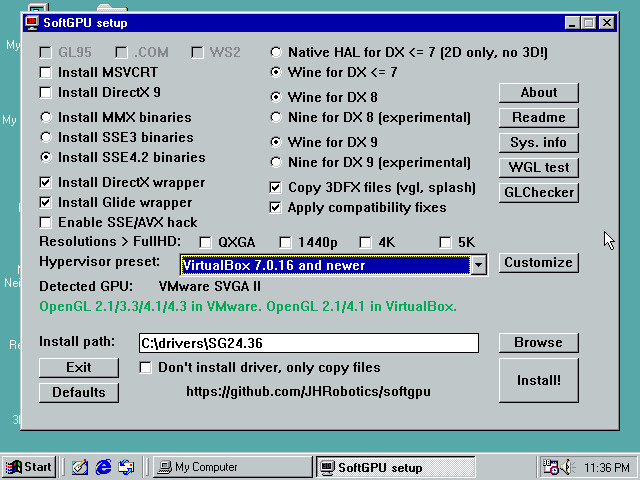 SoftGPU setup
My
GL95 .COM WS2
Native HAL for DX <= 7 (2D only, no 3D!)
Install MSVCRT
Wine for DX <= 7
Install DirectX 9
Wine for DX 8
About
My
Install MMX binaries
Nine for DX 8 (experimental)
Readme
Install SSE3 binaries
Wine for DX 9
Sys. info
Install SSE4.2 binaries
Nine for DX 9 (experimental)
WGL test
Install DirectX wrapper
Copy 3DFX files (vgl, splash)
GLChecker
Install Glide wrapper
Apply compatibility fixes
Enable SSE/AVX hack
Resolutions > FullHD: QXGA 1440p 4K 5K
Hypervisor preset: VirtualBox 7.0.16 and newer
Customize
Nei
Detected GPU: VMware SVGA II
OpenGL 2.1/3.3/4.1/4.3 in VMware. OpenGL 2.1/4.1 in VirtualBox.
Re
Install path: C:\drivers\SG24.36
Browse
Exit
Don't install driver, only copy files
Install!
Defaults
https://github.com/JHRobotics/softgpu
Start
My Computer
SoftGPU setup
11:36 PM